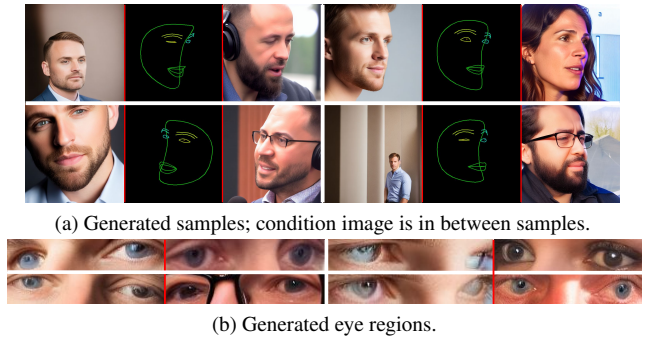 (a) Generated samples; condition image is in between samples.
(b) Generated eye regions.